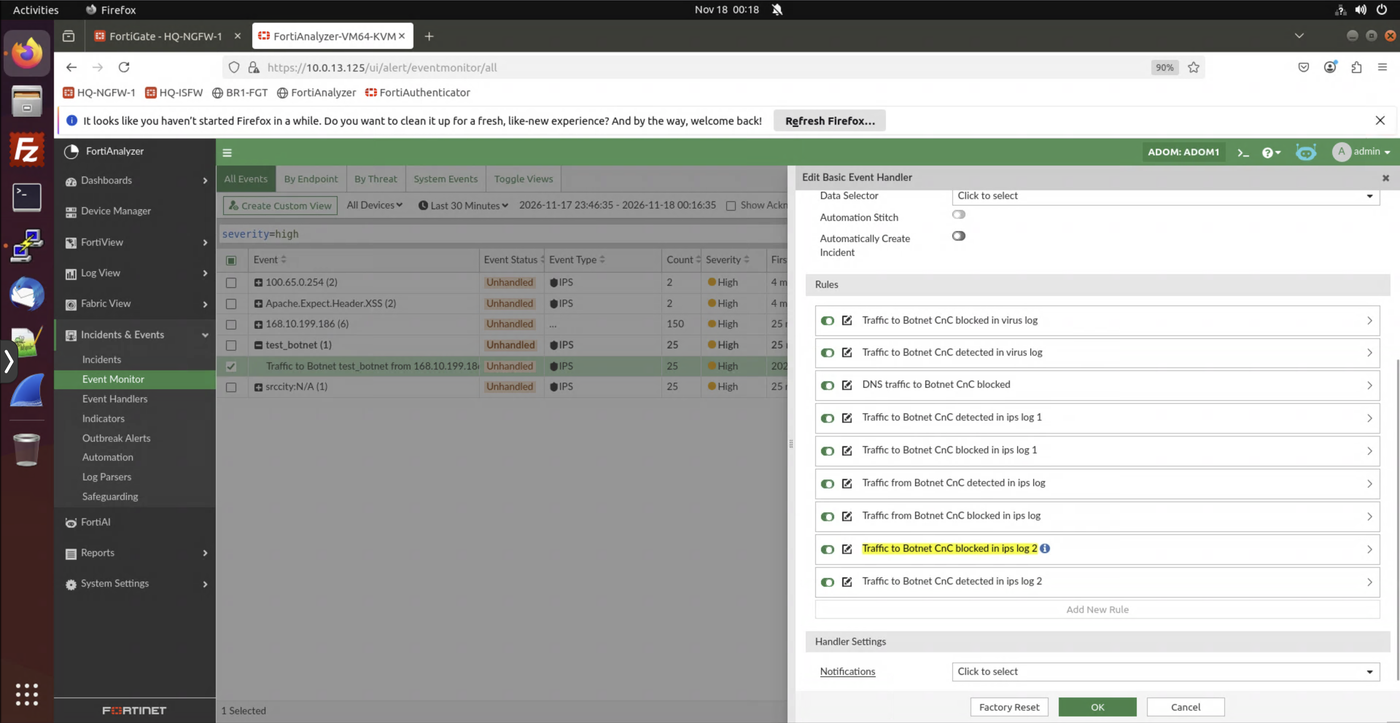 Activities Firefox Nov 18 00:18
FortiGate - HQ-NGFW-1 × FortiAnalyzer-VM64-KVM × +
https://10.0.13.125/ui/alert/eventmonitor/all 90%
HQ-NGFW-1 HQ-ISFW BR1-FGT FortiAnalyzer FortiAuthenticator
It looks like you haven't started Firefox in a while. Do you want to clean it up for a fresh, like-new experience? And by the way, welcome back! Refresh Firefox...
FortiAnalyzer
Dashboards
Device Manager
FortiView
Log View
Fabric View
Incidents & Events
Incidents
Event Monitor
Event Handlers
Indicators
Outbreak Alerts
Automation
Log Parsers
Safeguarding
FortiAI
Reports
System Settings
FORTINET
ADOM: ADOM1 A admin
All Events By Endpoint By Threat System Events Toggle Views
Create Custom View All Devices Last 30 Minutes 2026-11-17 23:46:35 - 2026-11-18 00:16:35 Show Ackn
severity=high
Event Event Status Event Type Count Severity Firs
100.65.0.254 (2) Unhandled IPS 2 High 4 m
Apache.Expect.Header.XSS (2) Unhandled IPS 2 High 4 m
168.10.199.186 (6) Unhandled ... 150 High 25 m
test_botnet (1) Unhandled IPS 25 High 25 m
Traffic to Botnet test_botnet from 168.10.199.18 Unhandled IPS 25 High 202
srccity:N/A (1) Unhandled IPS 25 High 25 m
1 Selected
Edit Basic Event Handler
Data Selector Click to select
Automation Stitch
Automatically Create
Incident
Rules
Traffic to Botnet CnC blocked in virus log
Traffic to Botnet CnC detected in virus log
DNS traffic to Botnet CnC blocked
Traffic to Botnet CnC detected in ips log 1
Traffic to Botnet CnC blocked in ips log 1
Traffic from Botnet CnC detected in ips log
Traffic from Botnet CnC blocked in ips log
Traffic to Botnet CnC blocked in ips log 2
Traffic to Botnet CnC detected in ips log 2
Add New Rule
Handler Settings
Notifications Click to select
Factory Reset OK Cancel